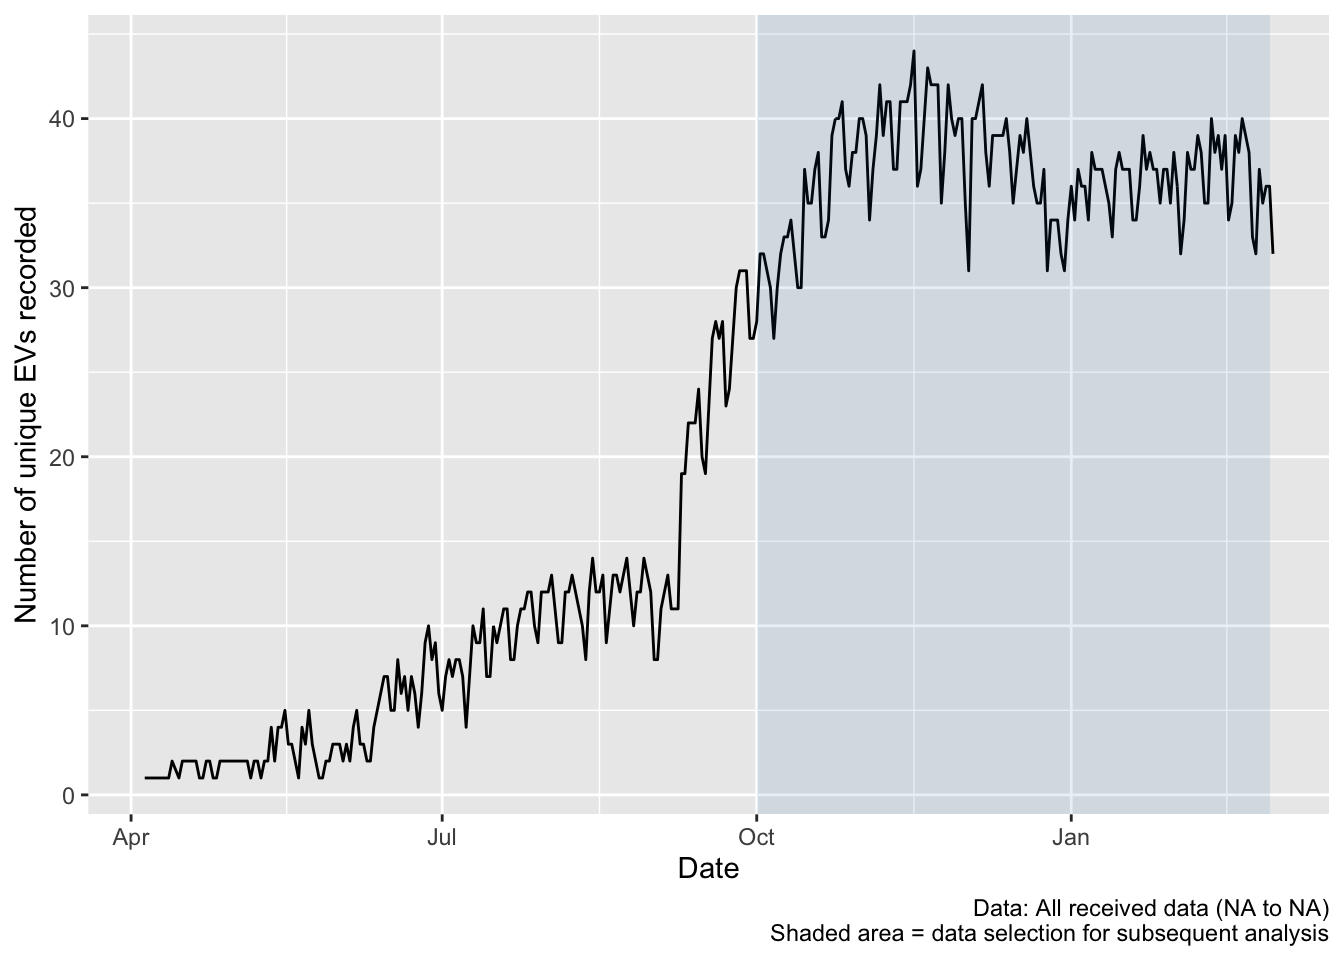 Number of unique EVs recorded
40
30
20
10
0
Apr
Jul
Oct
Jan
Date
Data: All received data (NA to NA)
Shaded area = data selection for subsequent analysis